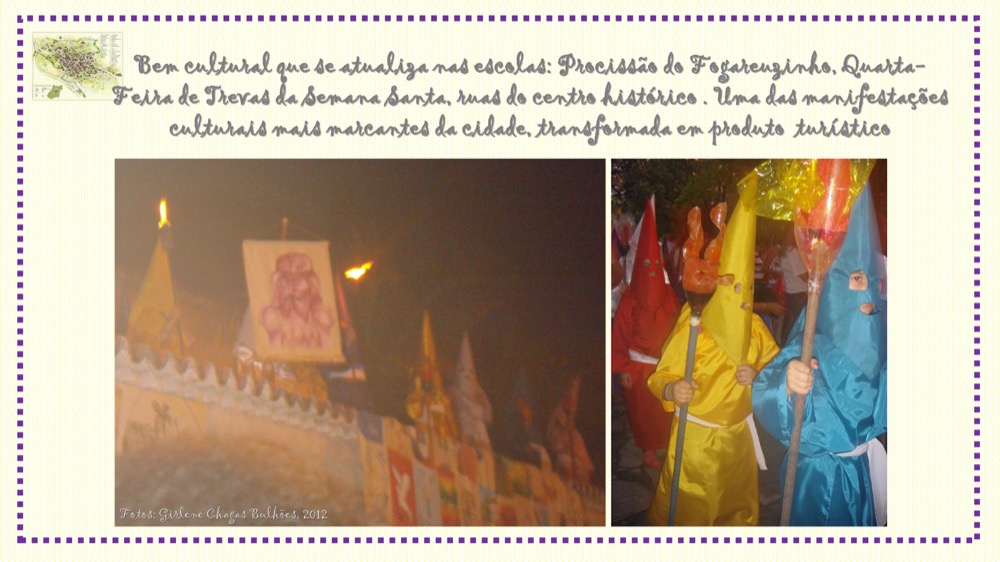 Bem cultural que se atualiza nas escolas: Procissão do Fogareuzinho, Quarta-
Feira de Trevas da Semana Santa, ruas do centro histórico . Uma das manifestações
culturais mais marcantes da cidade, transformada em produto turístico
Fotos: Girlene Chagas Bulhões, 2012